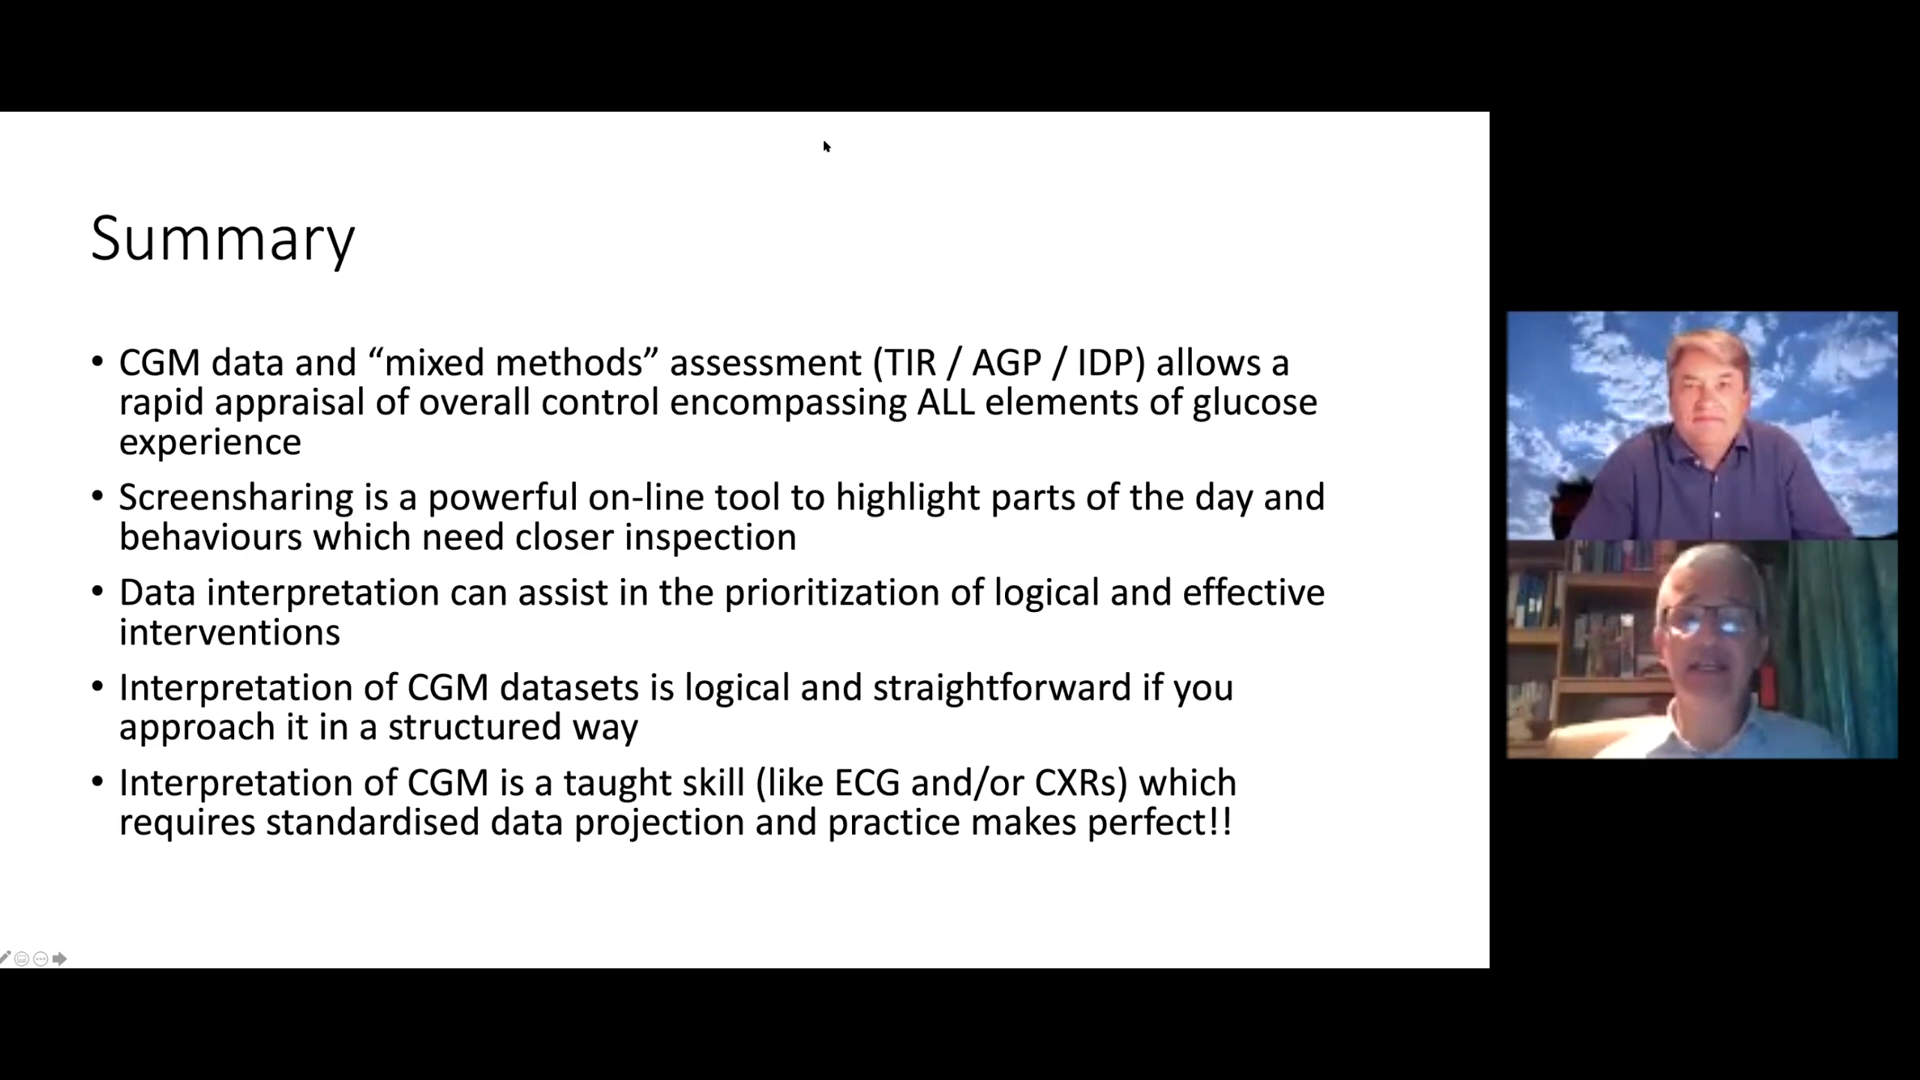 Summary
• CGM data and “mixed methods” assessment (TIR / AGP / IDP) allows a
rapid appraisal of overall control encompassing ALL elements of glucose
experience
• Screensharing is a powerful on-line tool to highlight parts of the day and
behaviours which need closer inspection
• Data interpretation can assist in the prioritization of logical and effective
interventions
• Interpretation of CGM datasets is logical and straightforward if you
approach it in a structured way
• Interpretation of CGM is a taught skill (like ECG and/or CXRs) which
requires standardised data projection and practice makes perfect!!